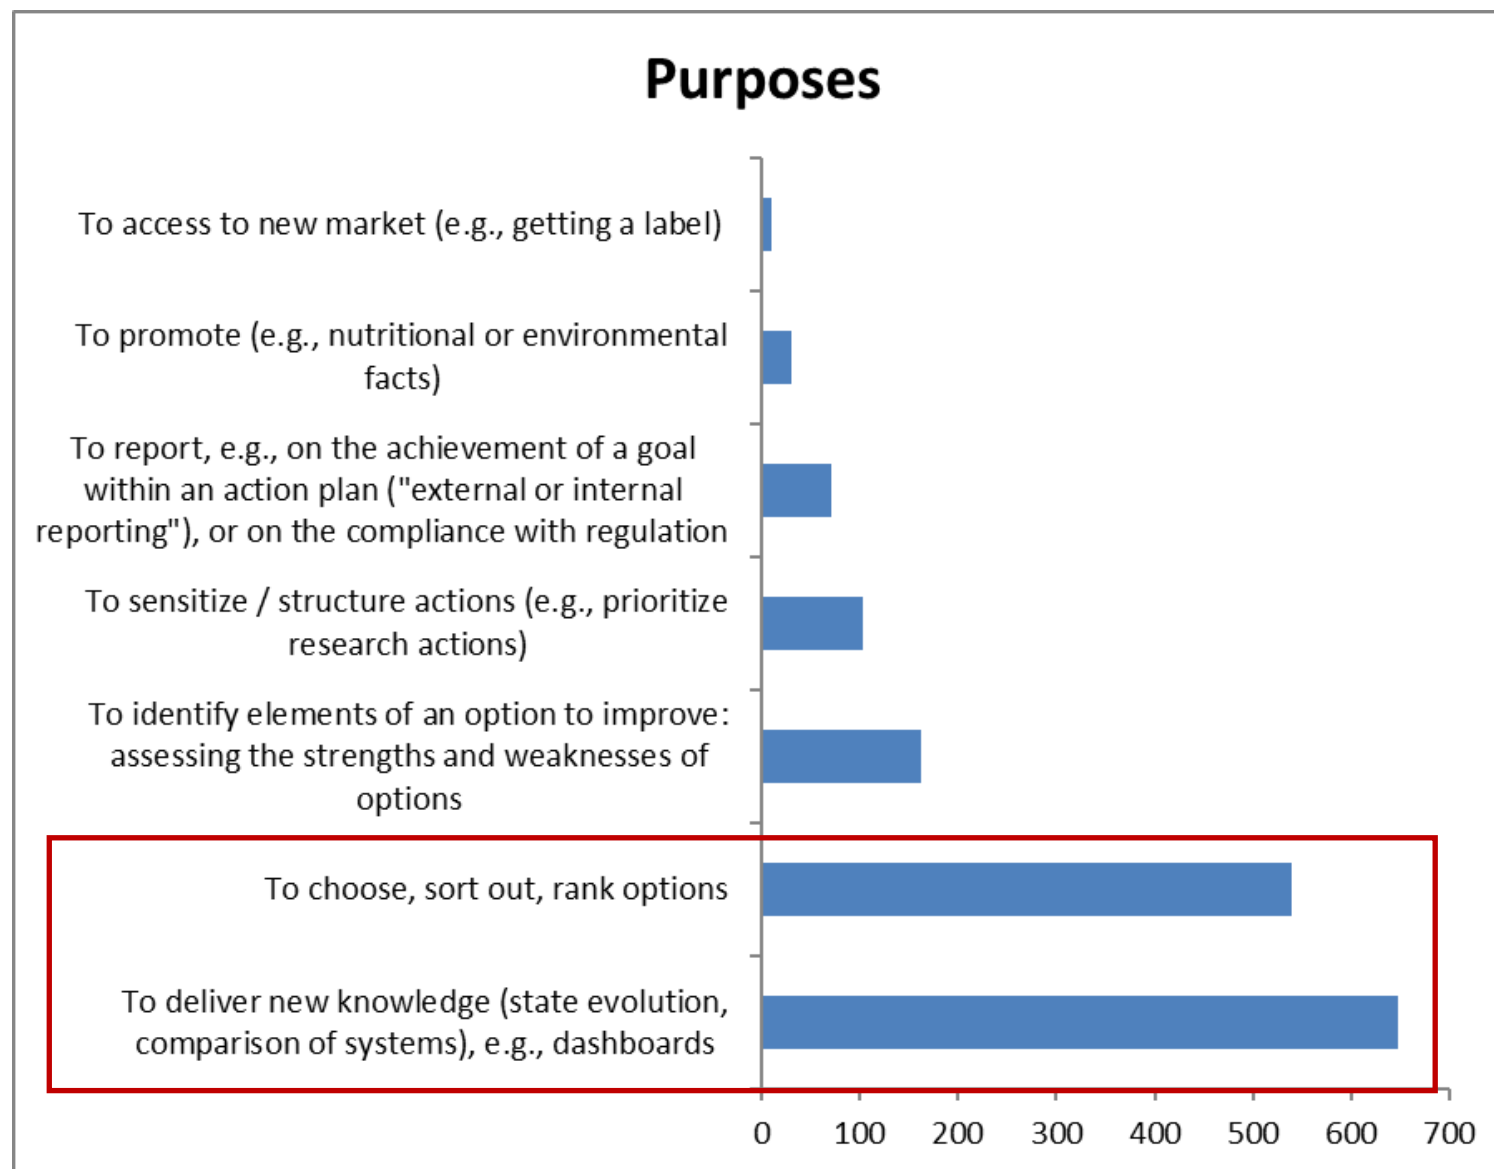 Purposes
To access to new market (e.g., getting a label)
To promote (e.g., nutritional or environmental
facts)
To report, e.g., on the achievement of a goal
within an action plan ("external or internal
reporting"), or on the compliance with regulation
To sensitize / structure actions (e.g., prioritize
research actions)
To identify elements of an option to improve:
assessing the strengths and weaknesses of
options
To choose, sort out, rank options
To deliver new knowledge (state evolution,
comparison of systems), e.g., dashboards
0 100 200 300 400 500 600 700